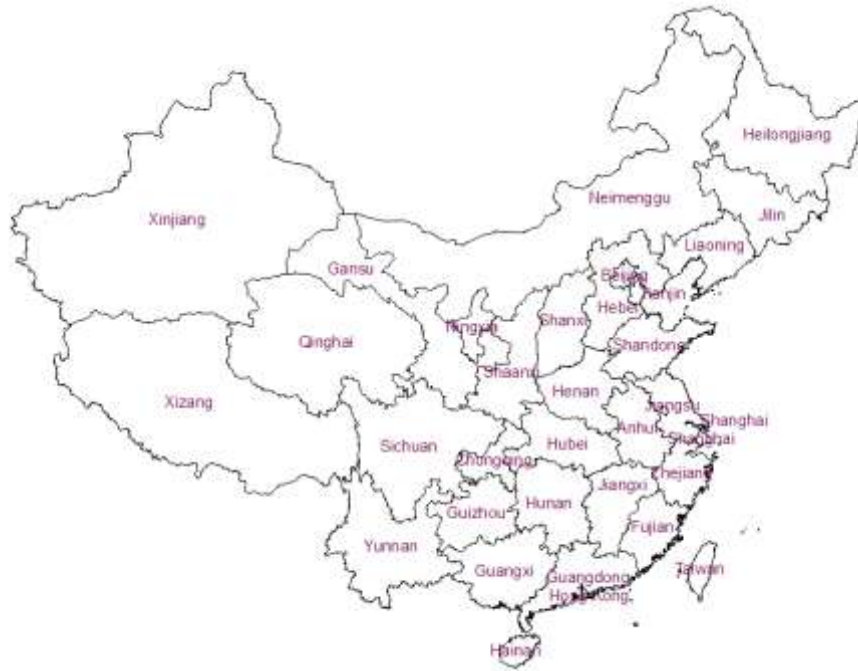 Heilongjiang
Neimenggu
Jilin
Xinjiang
Liaoning
Gansu
Beijing
Tianjin
Hebei
Ningxia
Shanxi
Qinghai
Shandong
Shaanxi
Henan
Xizang
Jiangsu
Shanghai
Anhui
Shanghai
Sichuan
Hubei
Chongqing
Zhejiang
Jiangxi
Hunan
Guizhou
Fujian
Yunnan
Guangxi
Guangdong
Taiwan
Hong Kong
Hainan